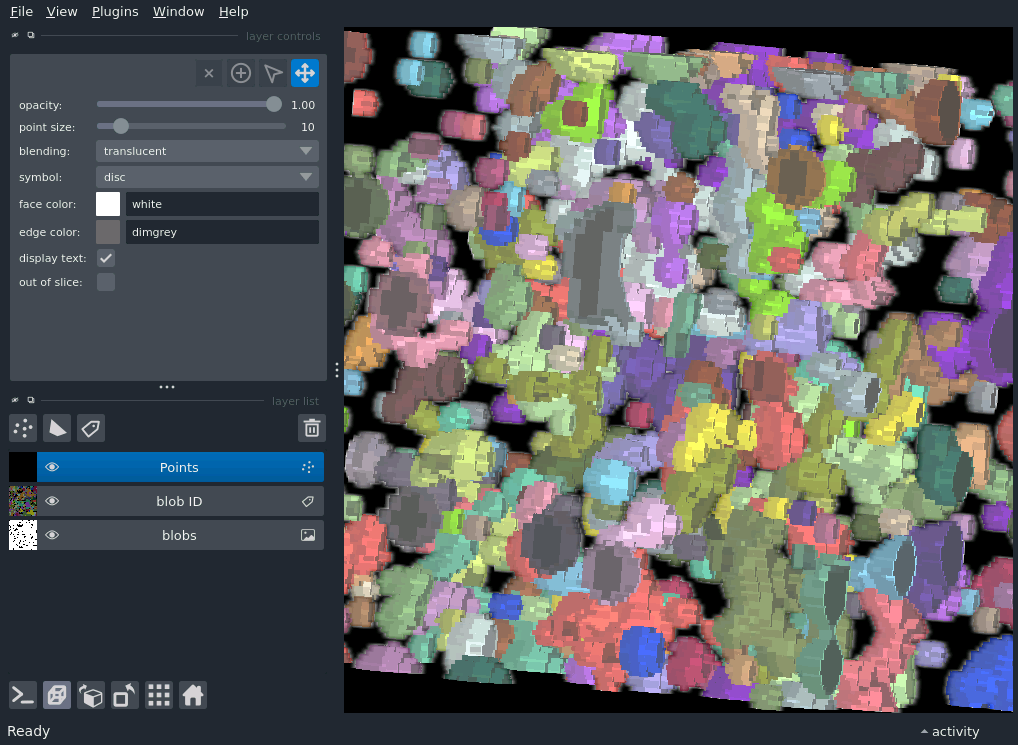 File View Plugins Window Help
layer controls
opacity: 1.00
point size: 10
blending: translucent
symbol: disc
face color: white
edge color: dimgrey
display text:
out of slice:
layer list
Points
blob ID
blobs
Ready
activity